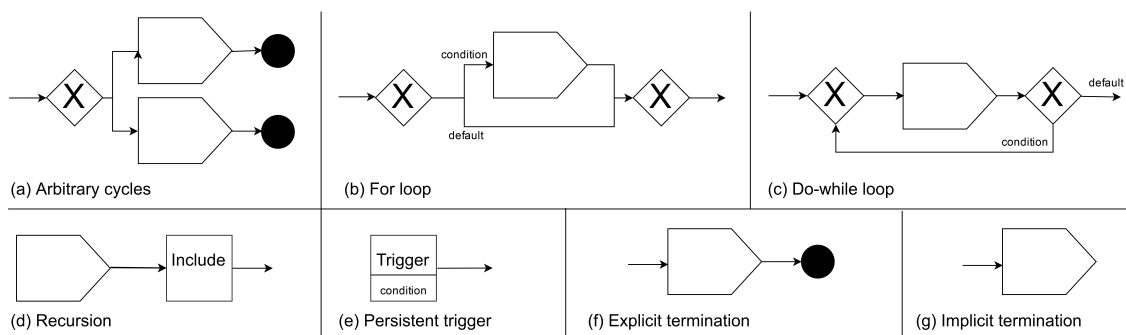 X
(a) Arbitrary cycles
condition
X
X
default
(b) For loop
X
X
default
condition
(c) Do-while loop
Include
(d) Recursion
Trigger
condition
(e) Persistent trigger
(f) Explicit termination
(g) Implicit termination